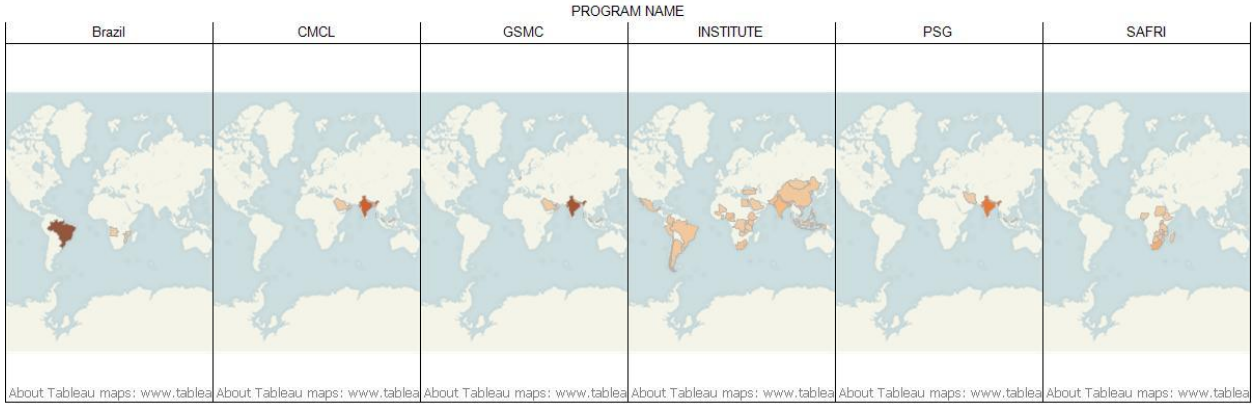 PROGRAM NAME
Brazil CMCL GSMC INSTITUTE PSG SAFRI
About Tableau maps: www.tablea About Tableau maps: www.tablea About Tableau maps: www.tablea About Tableau maps: www.tablea About Tableau maps: www.tablea About Tableau maps: www.tablea